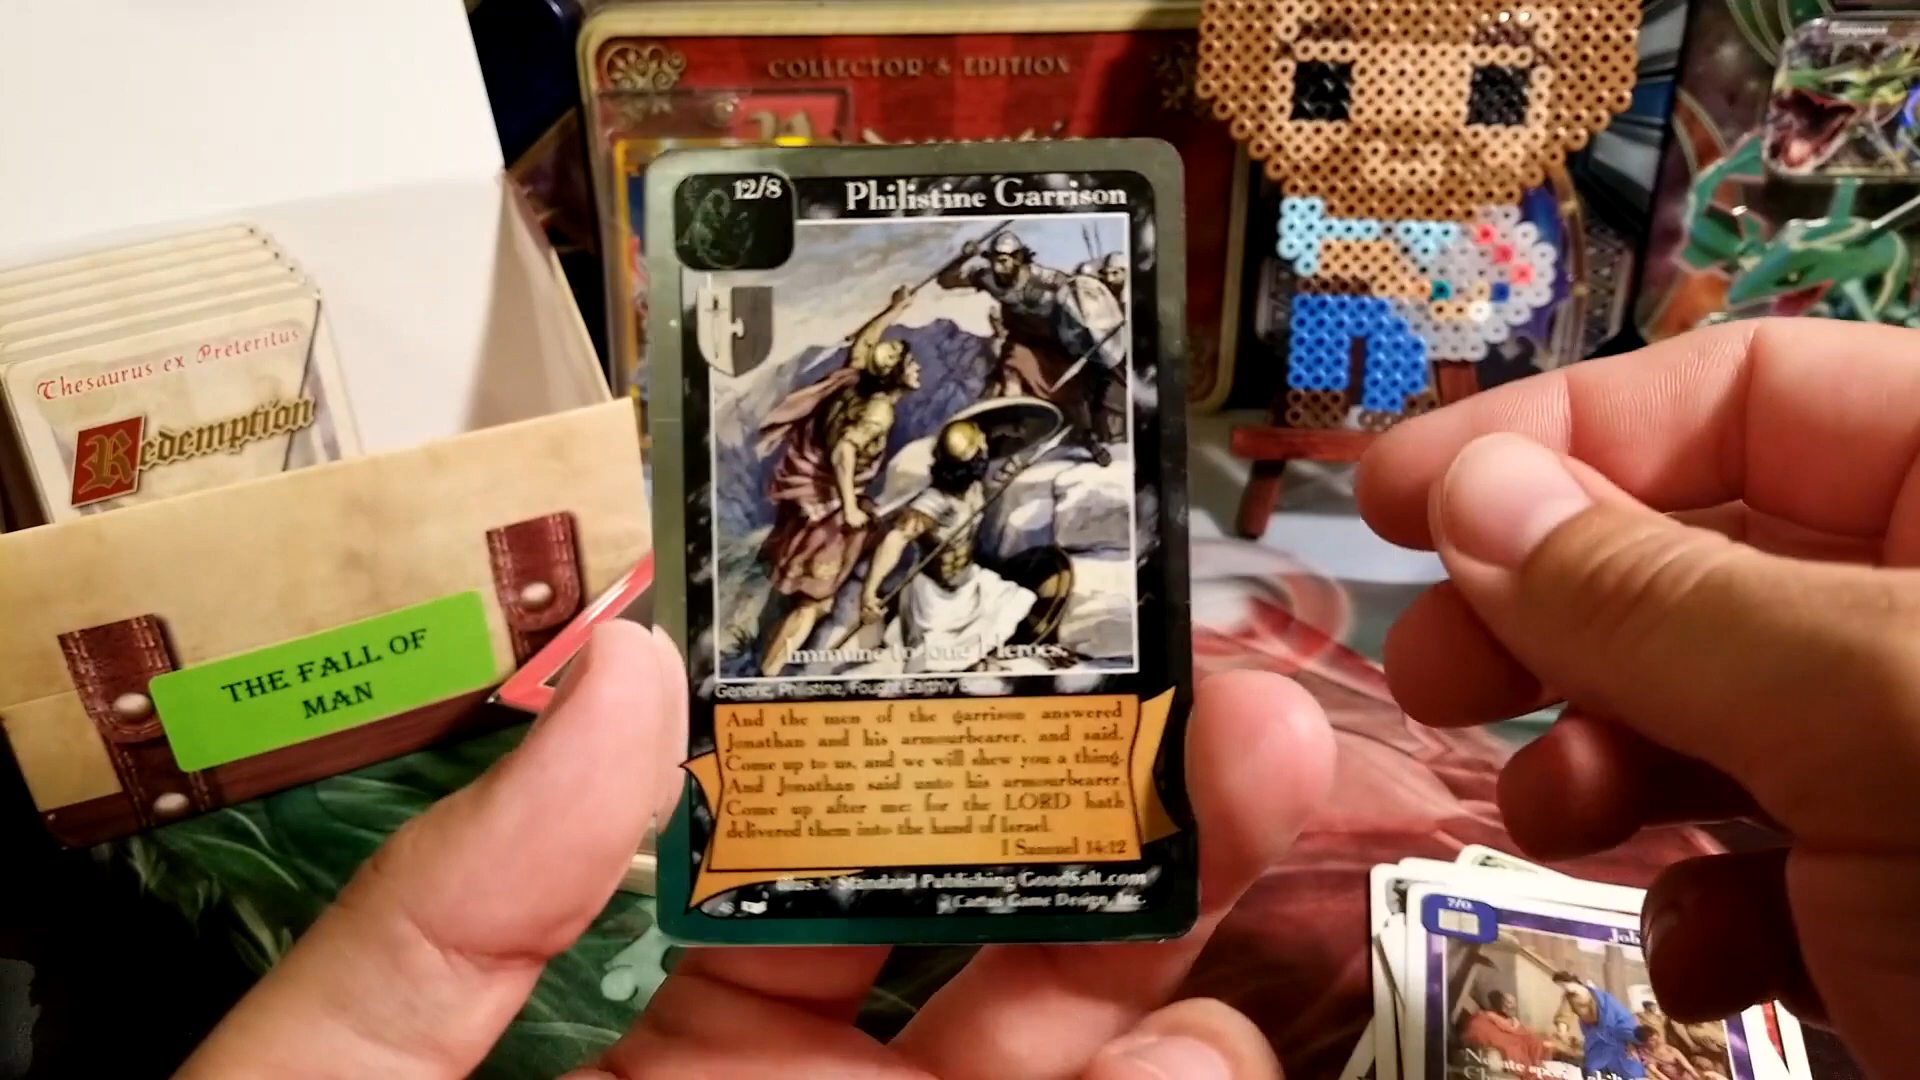 COLLECTOR'S EDITION
12/8
Philistine Garrison
Immune to Heroes.
Generic, Philistine, Fought Earthly
And the men of the garrison answered
Jonathan and his armourbearer, and said,
Come up to us, and we will shew you a thing.
And Jonathan said unto his armourbearer,
Come up after me: for the LORD hath
delivered them into the hand of Israel.
I Samuel 14:12
Illus. © Standard Publishing GoodSalt.com
Cactus Game Design, Inc.
Thesaurus ex Preteritus
Redemption
THE FALL OF
MAN
7/0